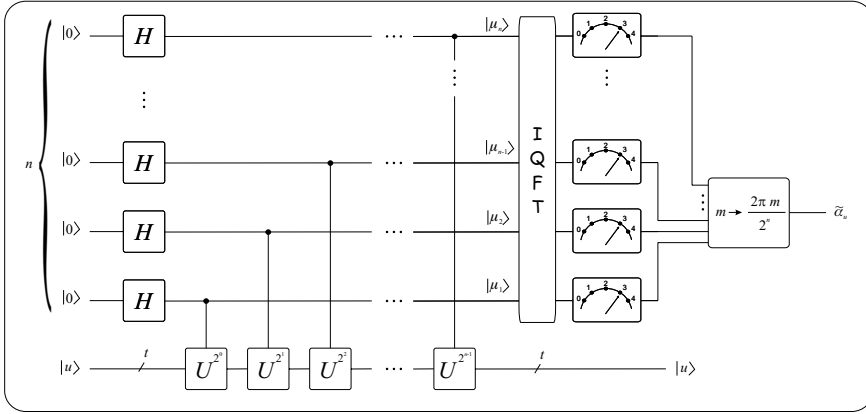 |0⟩ H ... |μₙ⟩ 0 1 2 3 4
⋮ ⋮ ⋮
n |0⟩ H ... |μₙ₋₁⟩ I Q F T 0 1 2 3 4
⋮
|0⟩ H ... |μ₂⟩ 0 1 2 3 4 m → 2π m / 2ⁿ α̃ᵤ
|0⟩ H ... |μ₁⟩ 0 1 2 3 4
|u⟩ t U^{2^0} U^{2^1} U^{2^2} ... U^{2^{n-1}} t |u⟩